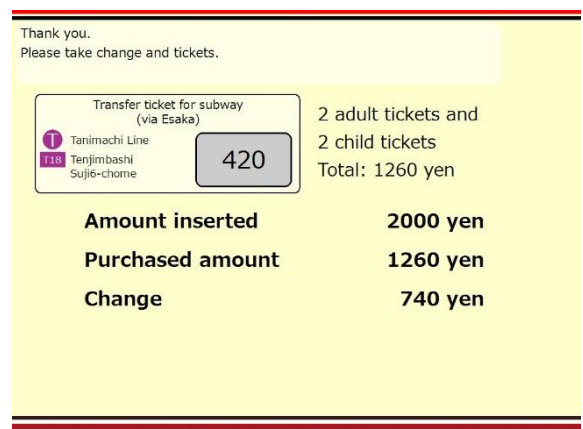 Thank you.
Please take change and tickets.
Transfer ticket for subway
(via Esaka)
T Tanimachi Line
T18 Tenjimbashi
Suji6-chome
420
2 adult tickets and
2 child tickets
Total: 1260 yen
Amount inserted 2000 yen
Purchased amount 1260 yen
Change 740 yen